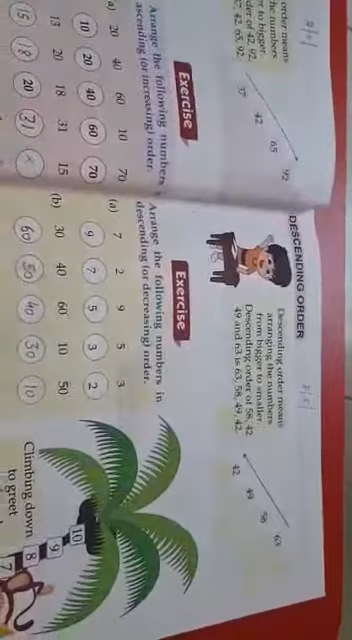 order means
he numbers
er to bigger.
der of 42, 92,
37, 42, 65, 92.
37
42
65
92
Exercise
Arrange the following numbers
ascending (or increasing) order.
a) 20 40 60 10 70
10 20 40 60 70
13 20 18 31 15
15 18 20 31
DESCENDING ORDER
Descending order means
arranging the numbers
from bigger to smaller.
Descending order of 58, 42
49 and 63 is 63, 58, 49, 42.
42
49
58
63
Exercise
Arrange the following numbers in
descending (or decreasing) order.
(a) 7 2 9 5 3
9 7 5 3 2
(b) 30 40 60 10 50
60 50 40 30 10
Climbing down
to greet
10
9
8
7